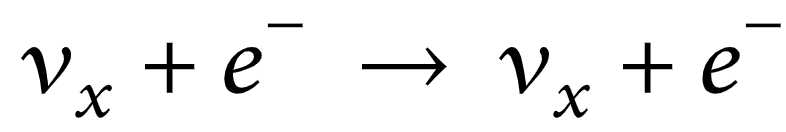 νₓ + e⁻ → νₓ + e⁻